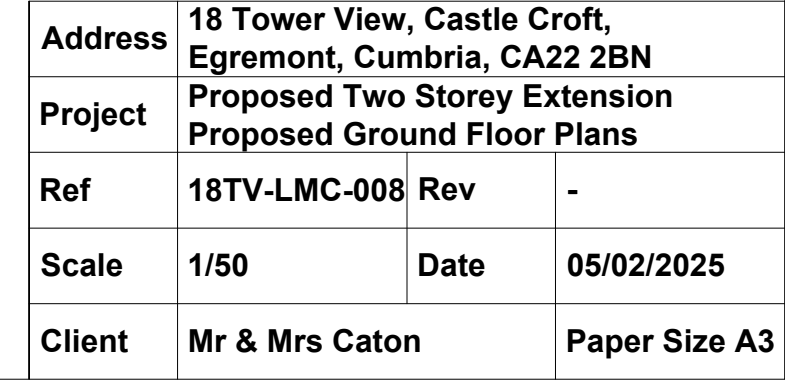 Address 18 Tower View, Castle Croft,
Egremont, Cumbria, CA22 2BN
Project Proposed Two Storey Extension
Proposed Ground Floor Plans
Ref 18TV-LMC-008 Rev -
Scale 1/50 Date 05/02/2025
Client Mr & Mrs Caton Paper Size A3